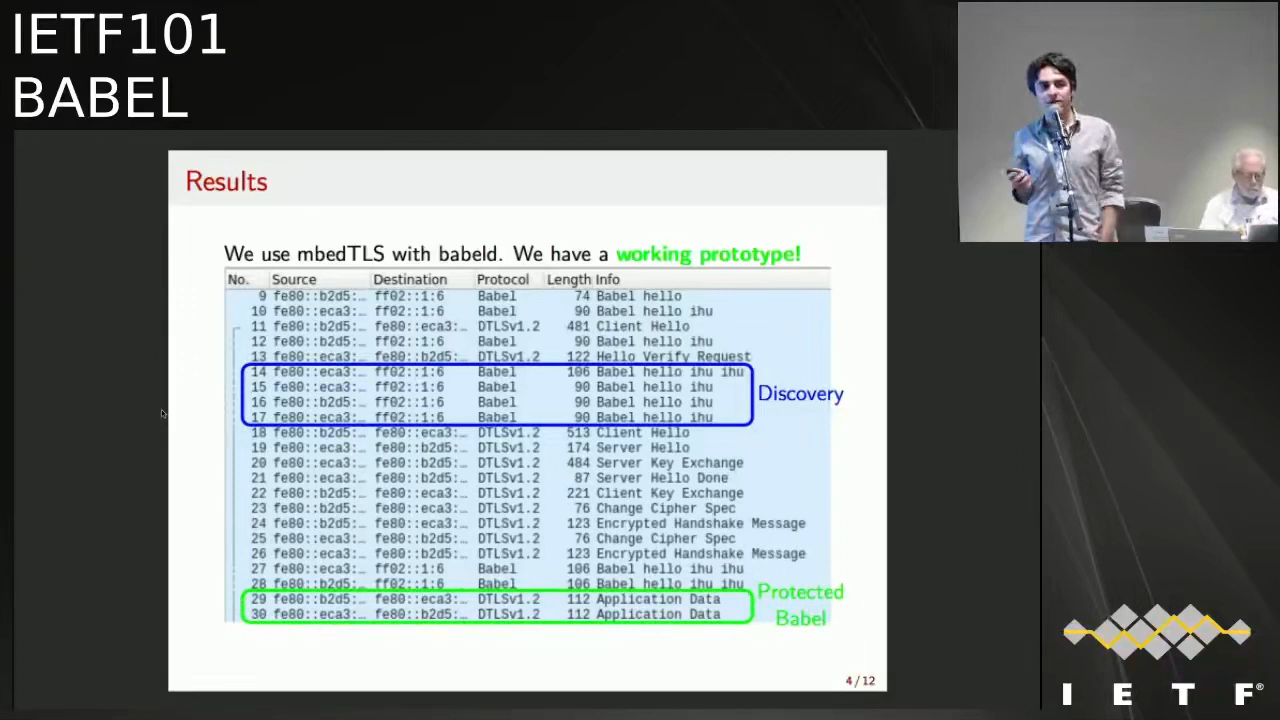 IETF101
BABEL
Results
We use mbedTLS with babeld. We have a working prototype!
No. Source Destination Protocol Length Info
9 fe80::b2d5:… ff02::1:6 Babel 74 Babel hello
10 fe80::eca3:… ff02::1:6 Babel 90 Babel hello ihu
11 fe80::b2d5:… fe80::eca3:… DTLSv1.2 481 Client Hello
12 fe80::b2d5:… ff02::1:6 Babel 90 Babel hello ihu
13 fe80::eca3:… fe80::b2d5:… DTLSv1.2 122 Hello Verify Request
14 fe80::eca3:… ff02::1:6 Babel 106 Babel hello ihu ihu
15 fe80::b2d5:… ff02::1:6 Babel 90 Babel hello ihu
16 fe80::b2d5:… ff02::1:6 Babel 90 Babel hello ihu
17 fe80::eca3:… ff02::1:6 Babel 90 Babel hello ihu
Discovery
18 fe80::b2d5:… fe80::eca3:… DTLSv1.2 513 Client Hello
19 fe80::eca3:… fe80::b2d5:… DTLSv1.2 174 Server Hello
20 fe80::eca3:… fe80::b2d5:… DTLSv1.2 484 Server Key Exchange
21 fe80::eca3:… fe80::b2d5:… DTLSv1.2 87 Server Hello Done
22 fe80::b2d5:… fe80::eca3:… DTLSv1.2 221 Client Key Exchange
23 fe80::b2d5:… fe80::eca3:… DTLSv1.2 76 Change Cipher Spec
24 fe80::b2d5:… fe80::eca3:… DTLSv1.2 123 Encrypted Handshake Message
25 fe80::eca3:… fe80::b2d5:… DTLSv1.2 76 Change Cipher Spec
26 fe80::eca3:… fe80::b2d5:… DTLSv1.2 123 Encrypted Handshake Message
27 fe80::eca3:… ff02::1:6 Babel 106 Babel hello ihu ihu
28 fe80::b2d5:… ff02::1:6 Babel 106 Babel hello ihu ihu
29 fe80::b2d5:… fe80::eca3:… DTLSv1.2 112 Application Data
30 fe80::eca3:… fe80::b2d5:… DTLSv1.2 112 Application Data
Protected
Babel
4 / 12
I E T F®